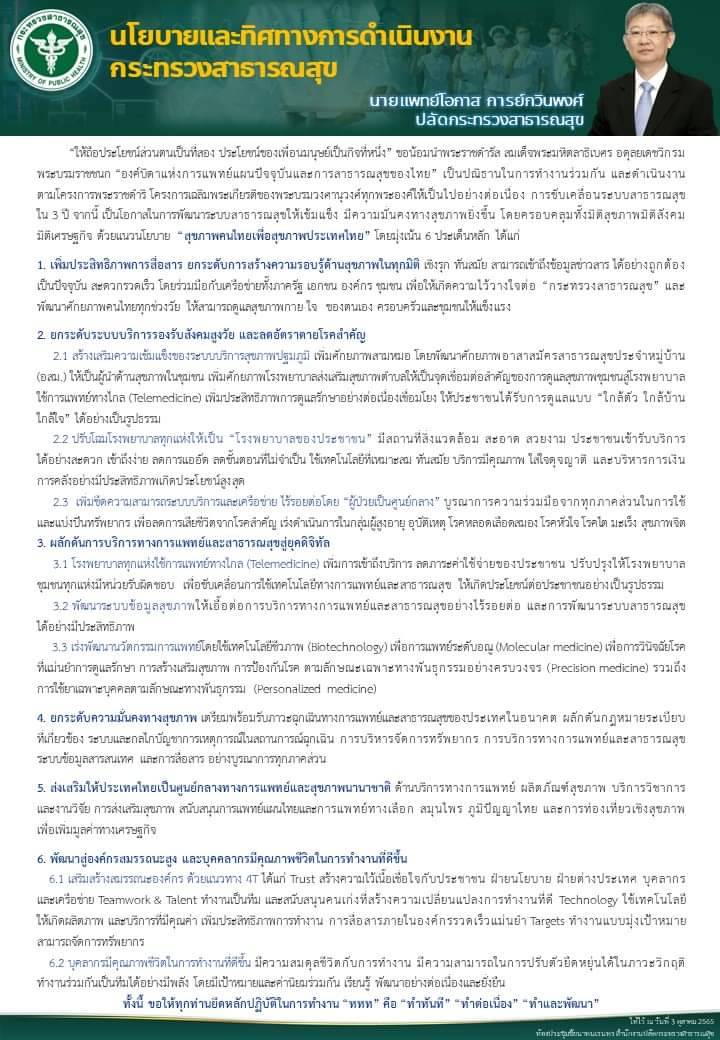 กระทรวงสาธารณสุข
MINISTRY OF PUBLIC HEALTH
นโยบายและทิศทางการดำเนินงาน
กระทรวงสาธารณสุข
นายแพทย์โอภาส การย์กวินพงศ์
ปลัดกระทรวงสาธารณสุข
"ให้ถือประโยชน์ส่วนตนเป็นที่สอง ประโยชน์ของเพื่อนมนุษย์เป็นกิจที่หนึ่ง" ขอน้อมนำพระราชดำรัส สมเด็จพระมหิตลาธิเบศร อดุลยเดชวิกรม
พระบรมราชชนก "องค์บิดาแห่งการแพทย์แผนปัจจุบันและการสาธารณสุขของไทย" เป็นปณิธานในการทำงานร่วมกัน และดำเนินงาน
ตามโครงการพระราชดำริ โครงการเฉลิมพระเกียรติของพระบรมวงศานุวงศ์ทุกพระองค์ให้เป็นไปอย่างต่อเนื่อง การขับเคลื่อนระบบสาธารณสุข
ใน 3 ปี จากนี้ เป็นโอกาสในการพัฒนาระบบสาธารณสุขให้เข้มแข็ง มีความมั่นคงทางสุขภาพยิ่งขึ้น โดยครอบคลุมทั้งมิติสุขภาพมิติสังคม
มิติเศรษฐกิจ ด้วยแนวนโยบาย "สุขภาพคนไทยเพื่อสุขภาพประเทศไทย" โดยมุ่งเน้น 6 ประเด็นหลัก ได้แก่
1. เพิ่มประสิทธิภาพการสื่อสาร ยกระดับการสร้างความรอบรู้ด้านสุขภาพในทุกมิติ เชิงรุก ทันสมัย สามารถเข้าถึงข้อมูลข่าวสาร ได้อย่างถูกต้อง
เป็นปัจจุบัน สะดวกรวดเร็ว โดยร่วมมือกับเครือข่ายทั้งภาครัฐ เอกชน องค์กร ชุมชน เพื่อให้เกิดความไว้วางใจต่อ "กระทรวงสาธารณสุข" และ
พัฒนาศักยภาพคนไทยทุกช่วงวัย ให้สามารถดูแลสุขภาพกาย ใจ ของตนเอง ครอบครัวและชุมชนให้แข็งแรง
2. ยกระดับระบบบริการรองรับสังคมสูงวัย และลดอัตราตายโรคสำคัญ
2.1 สร้างเสริมความเข้มแข็งของระบบบริการสุขภาพปฐมภูมิ เพิ่มศักยภาพสามหมอ โดยพัฒนาศักยภาพอาสาสมัครสาธารณสุขประจำหมู่บ้าน
(อสม.) ให้เป็นผู้นำด้านสุขภาพในชุมชน เพิ่มศักยภาพโรงพยาบาลส่งเสริมสุขภาพตำบลให้เป็นจุดเชื่อมต่อสำคัญของการดูแลสุขภาพชุมชนสู่โรงพยาบาล
ใช้การแพทย์ทางไกล (Telemedicine) เพิ่มประสิทธิภาพการดูแลรักษาอย่างต่อเนื่องเชื่อมโยง ให้ประชาชนได้รับการดูแลแบบ "ใกล้ตัว ใกล้บ้าน
ใกล้ใจ" ได้อย่างเป็นรูปธรรม
2.2 ปรับโฉมโรงพยาบาลทุกแห่งให้เป็น "โรงพยาบาลของประชาชน" มีสถานที่สิ่งแวดล้อม สะอาด สวยงาม ประชาชนเข้ารับบริการ
ได้อย่างสะดวก เข้าถึงง่าย ลดการแออัด ลดขั้นตอนที่ไม่จำเป็น ใช้เทคโนโลยีที่เหมาะสม ทันสมัย บริการมีคุณภาพ ใส่ใจดุจญาติ และบริหารการเงิน
การคลังอย่างมีประสิทธิภาพเกิดประโยชน์สูงสุด
2.3 เพิ่มขีดความสามารถระบบบริการและเครือข่าย ไร้รอยต่อโดย "ผู้ป่วยเป็นศูนย์กลาง" บูรณาการความร่วมมือจากทุกภาคส่วนในการใช้
และแบ่งปันทรัพยากร เพื่อลดการเสียชีวิตจากโรคสำคัญ เร่งดำเนินการในกลุ่มผู้สูงอายุ อุบัติเหตุ โรคหลอดเลือดสมอง โรคหัวใจ โรคไต มะเร็ง สุขภาพจิต
3. ผลักดันการบริการทางการแพทย์และสาธารณสุขสู่ยุคดิจิทัล
3.1 โรงพยาบาลทุกแห่งใช้การแพทย์ทางไกล (Telemedicine) เพิ่มการเข้าถึงบริการ ลดภาระค่าใช้จ่ายของประชาชน ปรับปรุงให้โรงพยาบาล
ชุมชนทุกแห่งมีหน่วยรับผิดชอบ เพื่อขับเคลื่อนการใช้เทคโนโลยีทางการแพทย์และสาธารณสุข ให้เกิดประโยชน์ต่อประชาชนอย่างเป็นรูปธรรม
3.2 พัฒนาระบบข้อมูลสุขภาพให้เอื้อต่อการบริการทางการแพทย์และสาธารณสุขอย่างไร้รอยต่อ และการพัฒนาระบบสาธารณสุข
ได้อย่างมีประสิทธิภาพ
3.3 เร่งพัฒนานวัตกรรมการแพทย์โดยใช้เทคโนโลยีชีวภาพ (Biotechnology) เพื่อการแพทย์ระดับอณู (Molecular medicine) เพื่อการวินิจฉัยโรค
ที่แม่นยำการดูแลรักษา การสร้างเสริมสุขภาพ การป้องกันโรค ตามลักษณะเฉพาะทางพันธุกรรมอย่างครบวงจร (Precision medicine) รวมถึง
การใช้ยาเฉพาะบุคคลตามลักษณะทางพันธุกรรม (Personalized medicine)
4. ยกระดับความมั่นคงทางสุขภาพ เตรียมพร้อมรับภาวะฉุกเฉินทางการแพทย์และสาธารณสุขของประเทศในอนาคต ผลักดันกฎหมายระเบียบ
ที่เกี่ยวข้อง ระบบและกลไกบัญชาการเหตุการณ์ในสถานการณ์ฉุกเฉิน การบริหารจัดการทรัพยากร การบริการทางการแพทย์และสาธารณสุข
ระบบข้อมูลสารสนเทศ และการสื่อสาร อย่างบูรณาการทุกภาคส่วน
5. ส่งเสริมให้ประเทศไทยเป็นศูนย์กลางทางการแพทย์และสุขภาพนานาชาติ ด้านบริการทางการแพทย์ ผลิตภัณฑ์สุขภาพ บริการวิชาการ
และงานวิจัย การส่งเสริมสุขภาพ สนับสนุนการแพทย์แผนไทยและการแพทย์ทางเลือก สมุนไพร ภูมิปัญญาไทย และการท่องเที่ยวเชิงสุขภาพ
เพื่อเพิ่มมูลค่าทางเศรษฐกิจ
6. พัฒนาสู่องค์กรสมรรถนะสูง และบุคคลากรมีคุณภาพชีวิตในการทำงานที่ดีขึ้น
6.1 เสริมสร้างสมรรถนะองค์กร ด้วยแนวทาง 4T ได้แก่ Trust สร้างความไว้เนื้อเชื่อใจกับประชาชน ฝ่ายนโยบาย ฝ่ายต่างประเทศ บุคลากร
และเครือข่าย Teamwork & Talent ทำงานเป็นทีม และสนับสนุนคนเก่งที่สร้างความเปลี่ยนแปลงการทำงานที่ดี Technology ใช้เทคโนโลยี
ให้เกิดผลิตภาพ และบริการที่มีคุณค่า เพิ่มประสิทธิภาพการทำงาน การสื่อสารภายในองค์กรรวดเร็วแม่นยำ Targets ทำงานแบบมุ่งเป้าหมาย
สามารถจัดการทรัพยากร
6.2 บุคลากรมีคุณภาพชีวิตในการทำงานที่ดีขึ้น มีความสมดุลชีวิตกับการทำงาน มีความสามารถในการปรับตัวยืดหยุ่นได้ในภาวะวิกฤติ
ทำงานร่วมกันเป็นทีมได้อย่างมีพลัง โดยมีเป้าหมายและค่านิยมร่วมกัน เรียนรู้ พัฒนาอย่างต่อเนื่องและยั่งยืน
ทั้งนี้ ขอให้ทุกท่านยึดหลักปฏิบัติในการทำงาน "ททท" คือ "ทำทันที" "ทำต่อเนื่อง" "ทำและพัฒนา"
ให้ไว้ ณ วันที่ 3 ตุลาคม 2565
ห้องประชุมชัยนาทนเรนทร สำนักงานปลัดกระทรวงสาธารณสุข